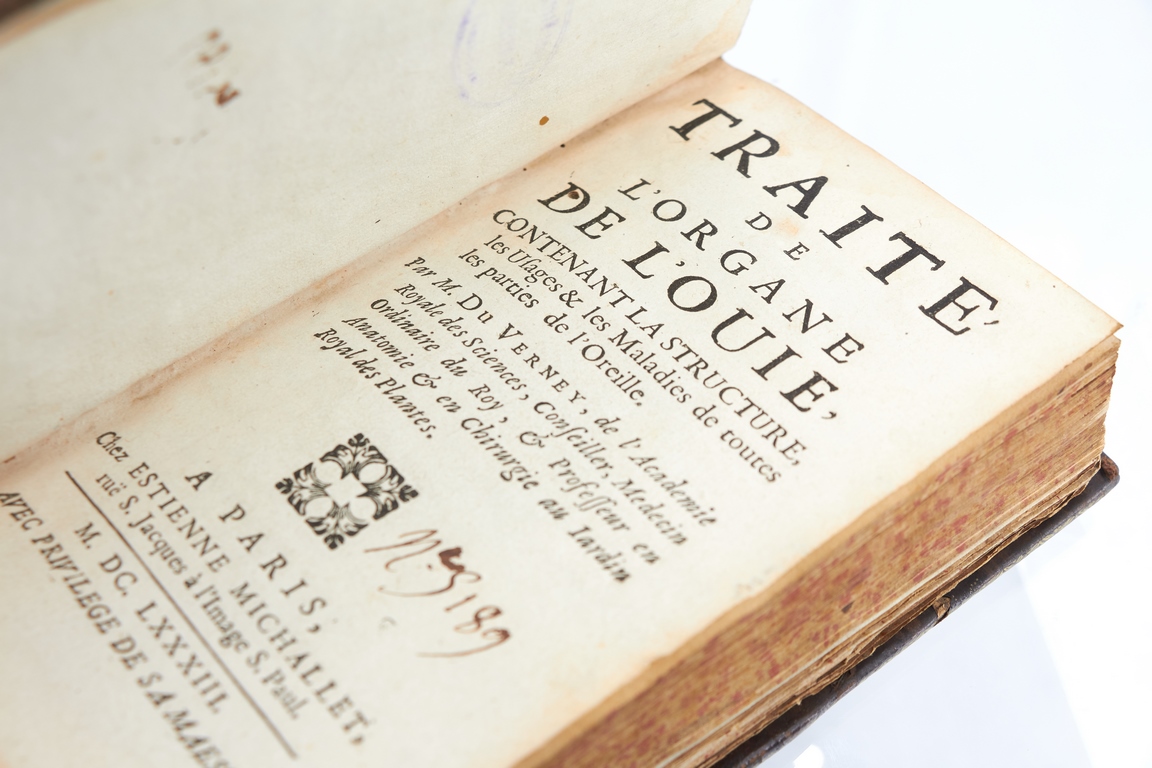 TRAITE'
DE
L'ORGANE
DE L'OUIE,
CONTENANT LA STRUCTURE,
les Uſages & les Maladies de toutes
les parties de l'Oreille.
Par M. DU VERNEY, de l'Academie
Royale des Sciences, Conſeiller, Medecin
Ordinaire du Roy, & Profeſſeur en
Anatomie & en Chirurgie au Iardin
Royal des Plantes.
A PARIS,
Chez ESTIENNE MICHALLET,
ruë S. Jacques à l'Image S. Paul.
M. DC. LXXXIII.
AVEC PRIVILEGE DE SA MAJES